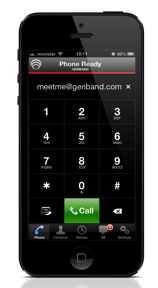 movistar 18:11 95%
Phone Ready
GENBAND
meetme@genband.com ×
1 2 ABC 3 DEF
4 GHI 5 JKL 6 MNO
7 PQRS 8 TUV 9 WXYZ
* 0 + #
Call
Phone Contacts History IM Settings